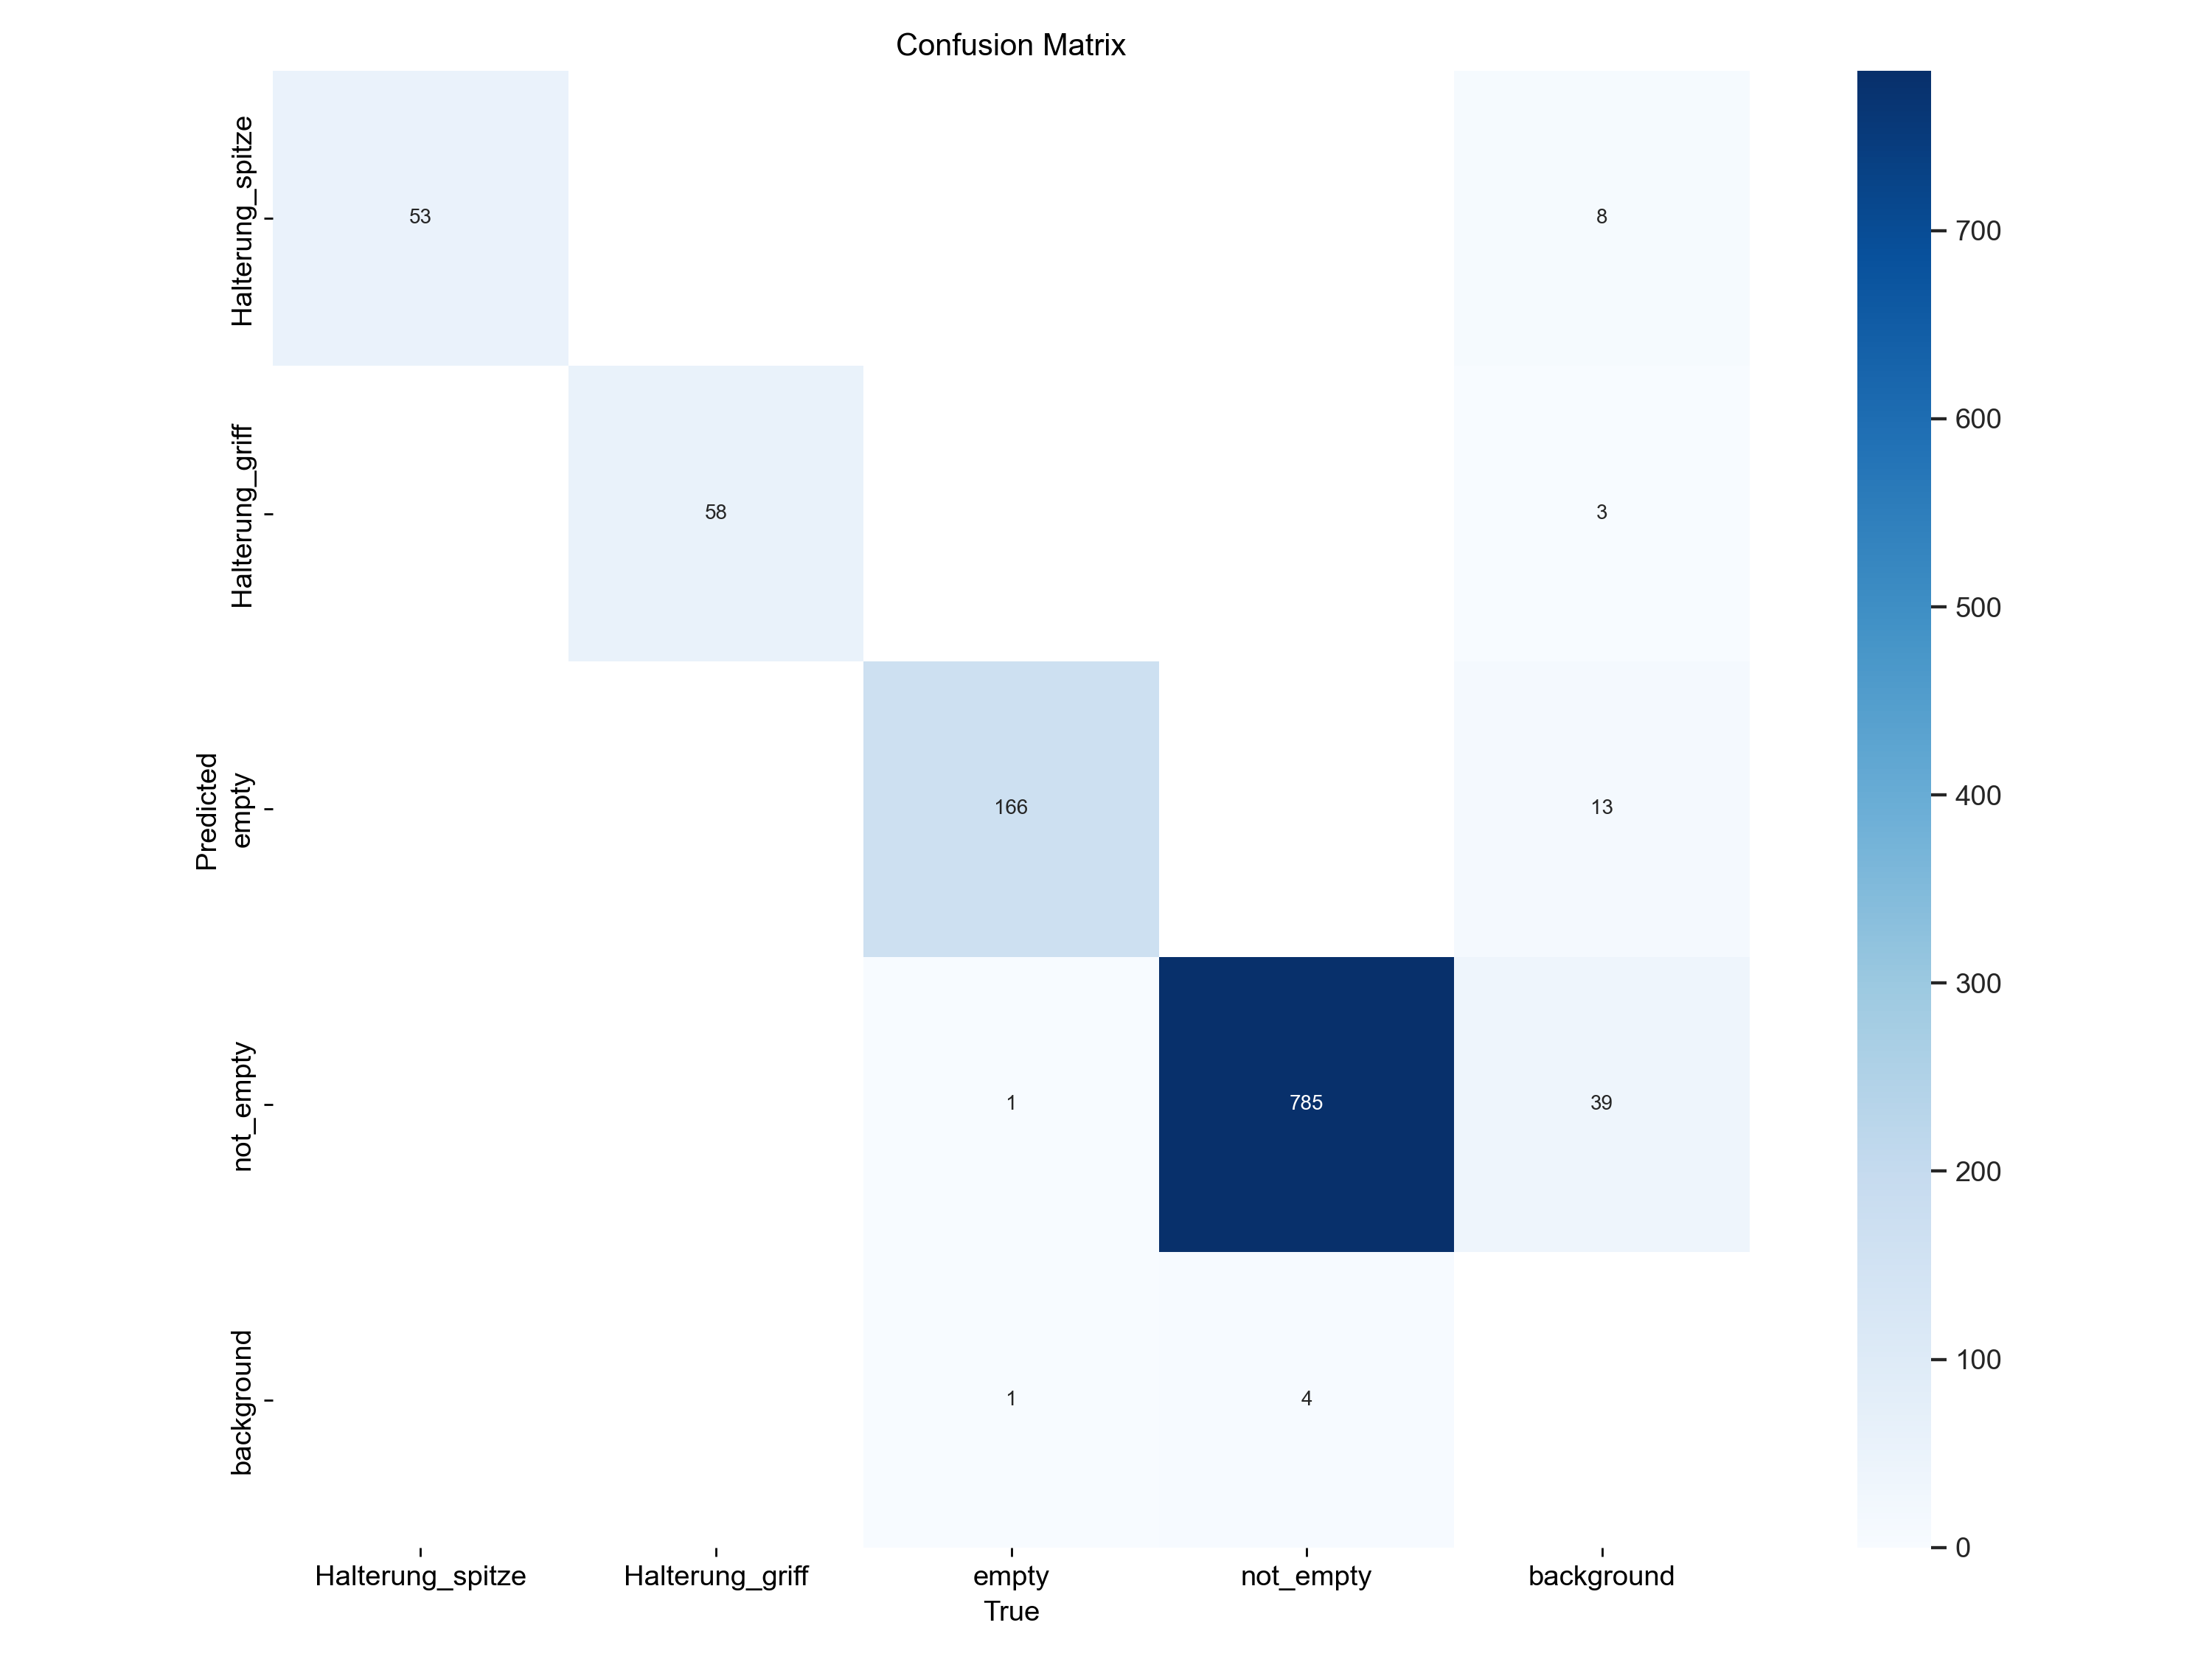 Confusion Matrix
Halterung_spitze
53
8
700
600
Halterung_griff
58
3
500
400
Predicted
empty
166
13
300
200
not_empty
1
785
39
100
background
1
4
0
Halterung_spitze
Halterung_griff
empty
not_empty
background
True